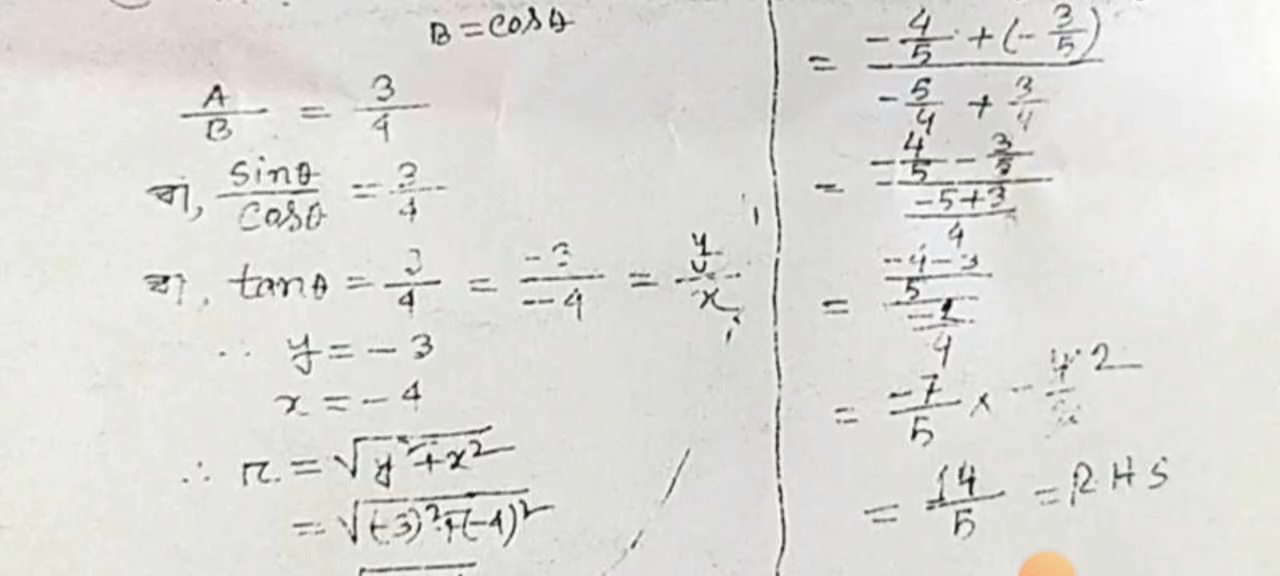 B = cosθ
A/B = 3/4
বা, sinθ/cosθ = 3/4
বা, tanθ = 3/4 = -3/-4 = y/x
∴ y = -3
x = -4
∴ r = √(y²+x²)
= √((-3)²+(-4)²)
= (-4/5 + (-3/5))/(-5/4 + 3/4)
= (-4/5 - 3/5)/((-5+3)/4)
= ((-4-3)/5)/(-2/4)
= -7/5 ×
= 14/5 = RHS